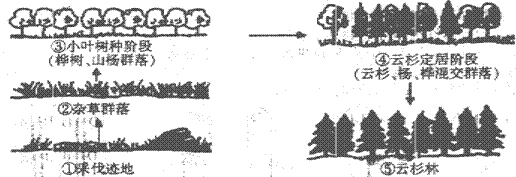 ③小叶树种阶段
(桦树、山杨群落)
②杂草群落
①采伐迹地
④云杉定居阶段
(云杉、杨、桦混交群落)
⑤云杉林